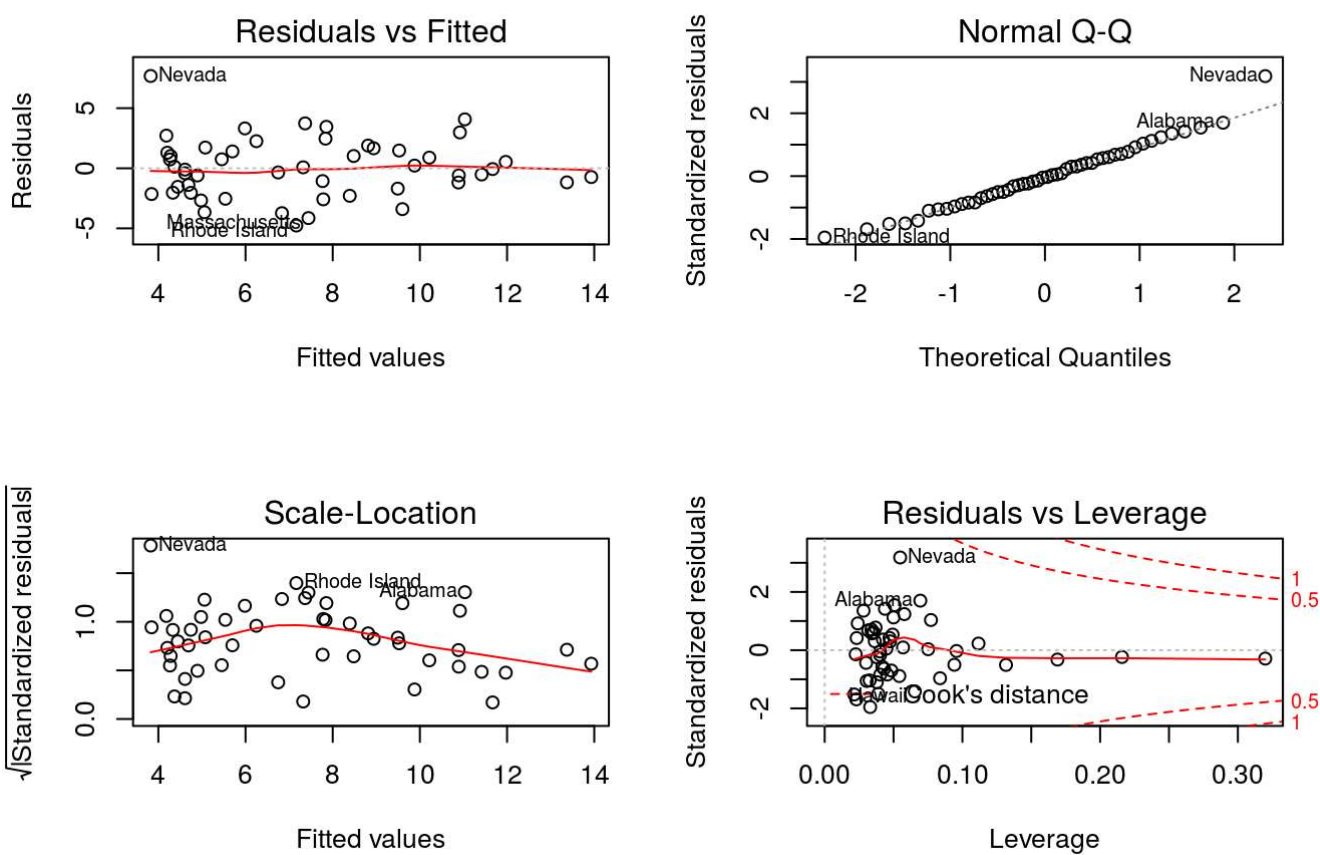 Residuals vs Fitted
Residuals
-5 0 5
Nevada
Massachusetts
Rhode Island
4 6 8 10 12 14
Fitted values
Normal Q-Q
Standardized residuals
-2 0 2
Nevada
Alabama
Rhode Island
-2 -1 0 1 2
Theoretical Quantiles
Scale-Location
√|Standardized residuals|
0.0 1.0
Nevada
Rhode Island
Alabama
4 6 8 10 12 14
Fitted values
Residuals vs Leverage
Standardized residuals
-2 0 2
Nevada
Alabama
Hawaii
Cook's distance
1
0.5
0.5
1
0.00 0.10 0.20 0.30
Leverage